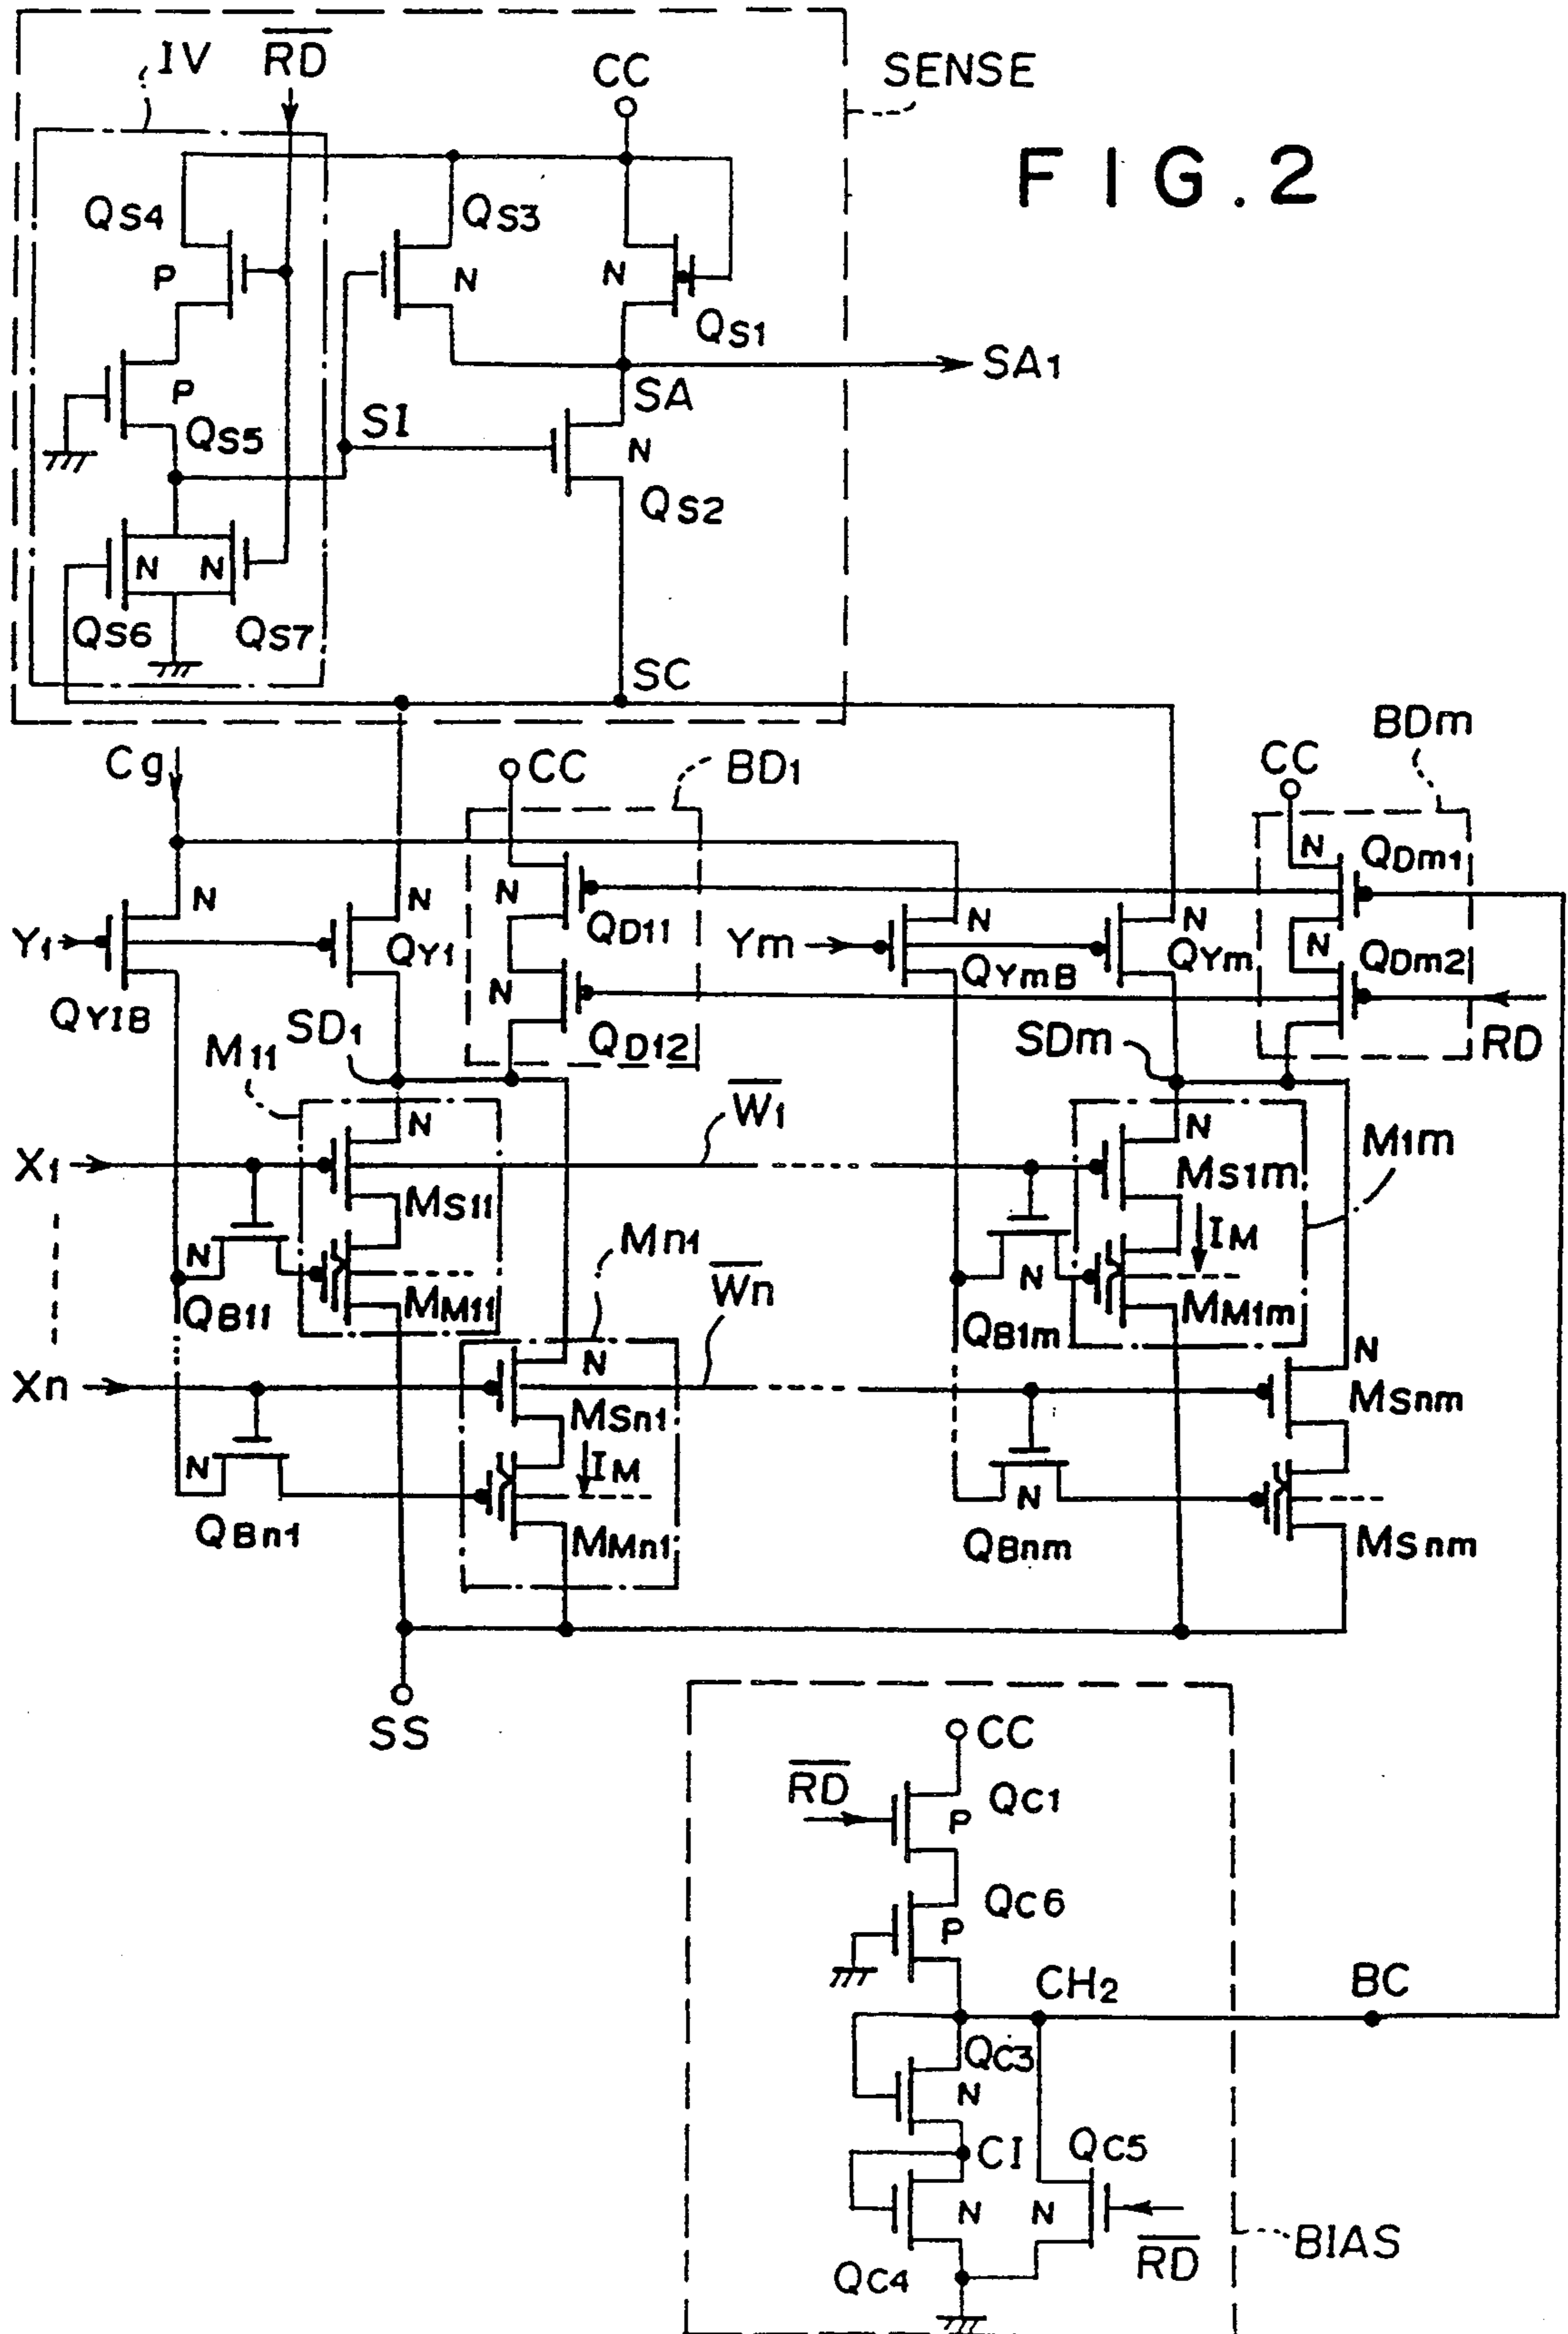 FIG.2
IV
RD
CC
SENSE
QS4
P
QS3
N
N
QS1
P
QS5
SI
SA
SA1
N
QS2
N
N
QS6
QS7
SC
Cg
CC
BD1
CC
BDm
N
N
N
QD11
N
N
N
QDm1
Y1
QY1
Ym
QYmB
QYm
N
QDm2
QY1B
SD1
N
QD12
SDm
RD
M11
N
W1
N
M1m
X1
MS11
MS1m
Mn1
IM
N
QB11
MM11
Wn
N
QB1m
MM1m
Xn
N
N
MSn1
MSnm
N
IM
N
QBn1
MMn1
QBnm
MSnm
SS
CC
RD
QC1
P
QC6
P
CH2
BC
QC3
N
CI
QC5
N
N
QC4
RD
BIAS